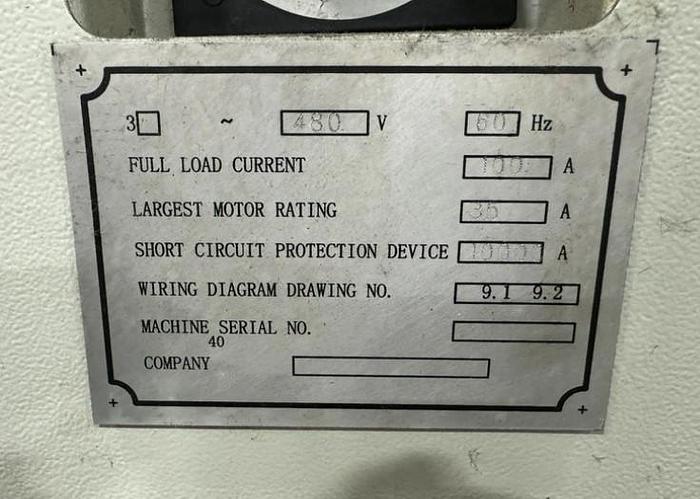 3 ~ 480 V 60 Hz
FULL LOAD CURRENT 100 A
LARGEST MOTOR RATING A
SHORT CIRCUIT PROTECTION DEVICE A
WIRING DIAGRAM DRAWING NO. 9.1 9.2
MACHINE SERIAL NO.
40
COMPANY